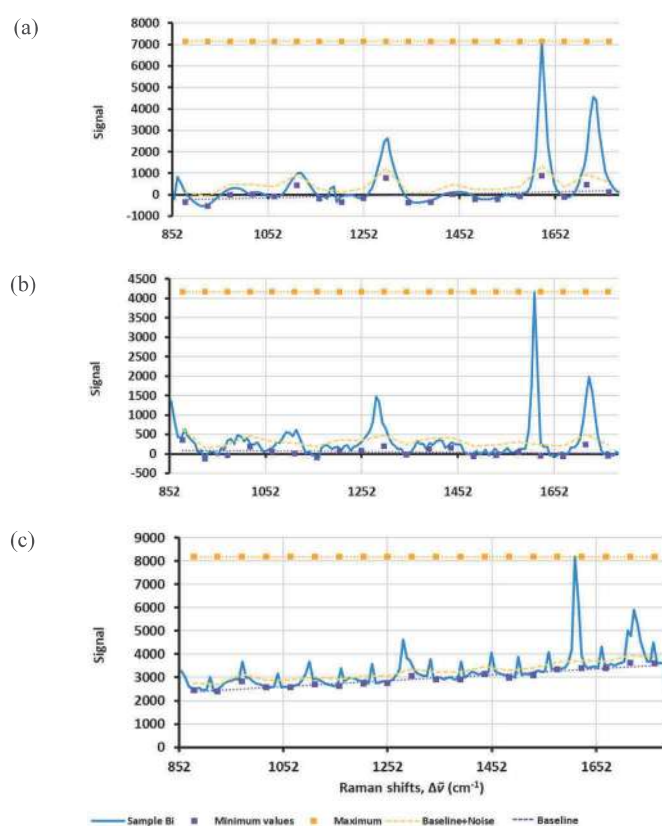 (a)
8000
7000
6000
5000
4000
3000
2000
1000
0
-1000
Signal
852 1052 1252 1452 1652
(b)
4500
4000
3500
3000
2500
2000
1500
1000
500
0
-500
Signal
852 1052 1252 1452 1652
(c)
9000
8000
7000
6000
5000
4000
3000
2000
1000
0
Signal
852 1052 1252 1452 1652
Raman shifts, Δν̃ (cm⁻¹)
Sample Bi Minimum values Maximum Baseline+Noise Baseline